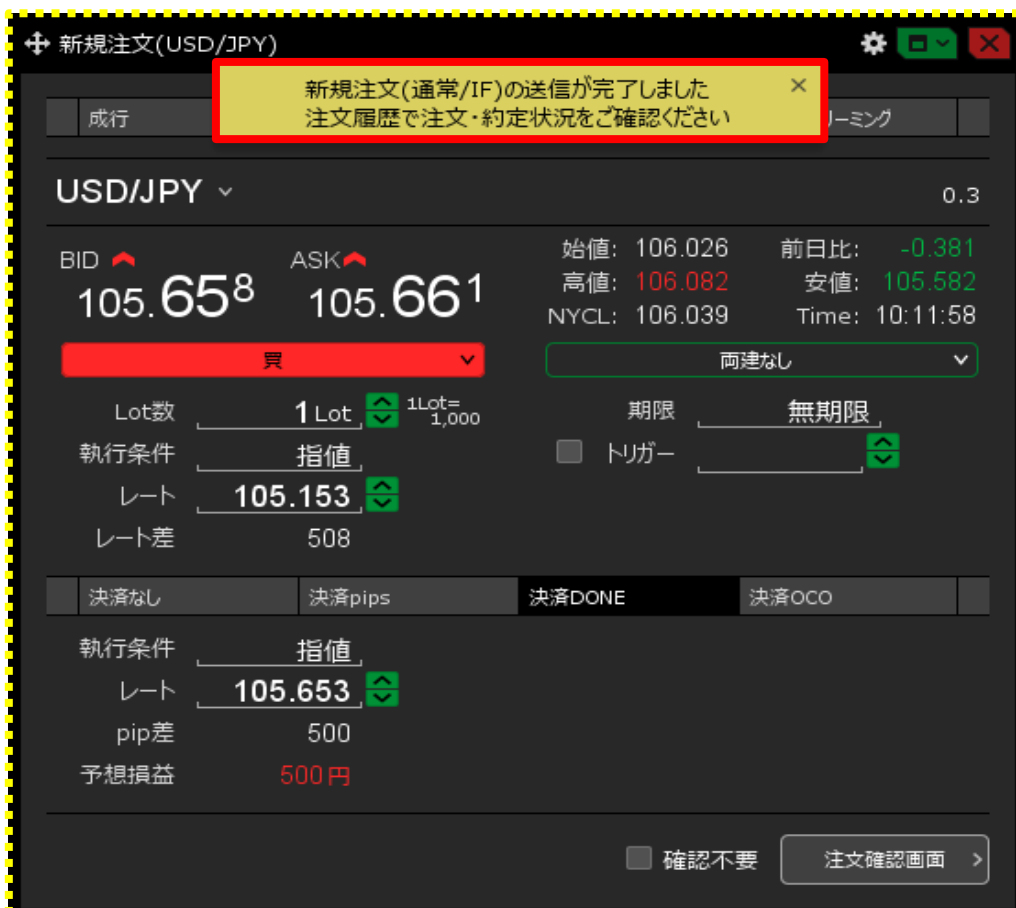 新規注文(USD/JPY)
新規注文(通常/IF)の送信が完了しました
注文履歴で注文・約定状況をご確認ください
成行
リーミング
USD/JPY
0.3
BID ASK
105.658 105.661
始値: 106.026 前日比: -0.381
高値: 106.082 安値: 105.582
NYCL: 106.039 Time: 10:11:58
買 両建なし
Lot数 1 Lot 1Lot= 1,000 期限 無期限
執行条件 指値 トリガー
レート 105.153
レート差 508
決済なし 決済pips 決済DONE 決済OCO
執行条件 指値
レート 105.653
pip差 500
予想損益 500 円
確認不要 注文確認画面